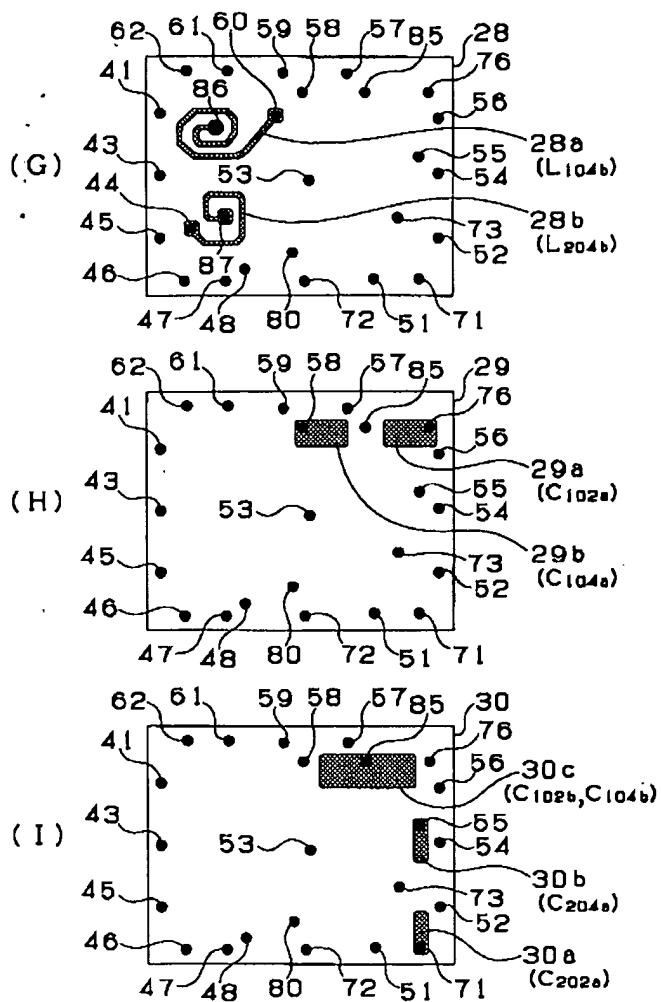 60 58 57 85 28
62 61 59 76
41 86 56
28a
(L104b)
(G) 43 53 55
44 54
28b
45 73 (L204b)
87 52
46
47 48 80 72 51 71
62 61 59 58 57 85 29
76
41 56
29a
(C102a)
(H) 43 53 55
54
29b
45 73 (C104a)
52
46
47 48 80 72 51 71
62 61 59 58 57 85 30
76
41 56
30c
(C102b,C104b)
(I) 43 53 55
54
30b
45 73 (C204a)
52
30a
46 (C202a)
47 48 80 72 51 71